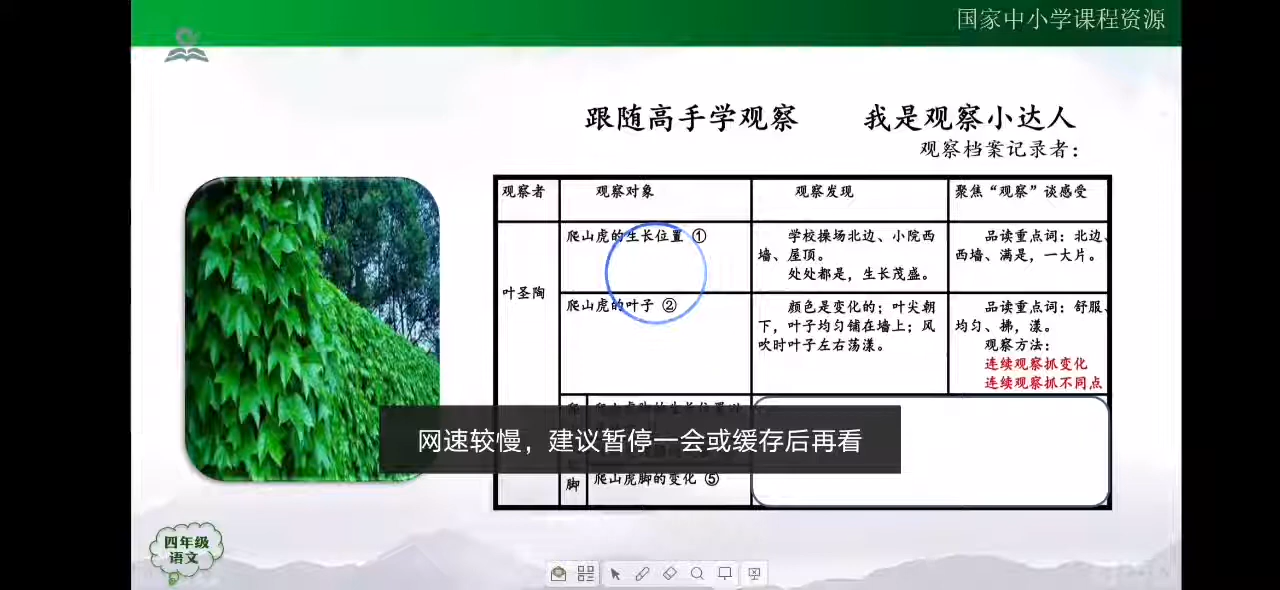 国家中小学课程资源
跟随高手学观察 我是观察小达人
观察档案记录者：
观察者 观察对象 观察发现 聚焦“观察”谈感受
叶圣陶
爬山虎的生长位置 ①
学校操场北边、小院西
墙、屋顶。
处处都是，生长茂盛。
品读重点词：北边、
西墙、满是，一大片。
爬山虎的叶子 ②
颜色是变化的；叶尖朝
下，叶子均匀铺在墙上；风
吹时叶子左右荡漾。
品读重点词：舒服、
均匀、拂，漾。
观察方法：
连续观察抓变化
连续观察抓不同点
网速较慢，建议暂停一会或缓存后再看
脚
爬山虎脚的变化 ⑤
四年级
语文